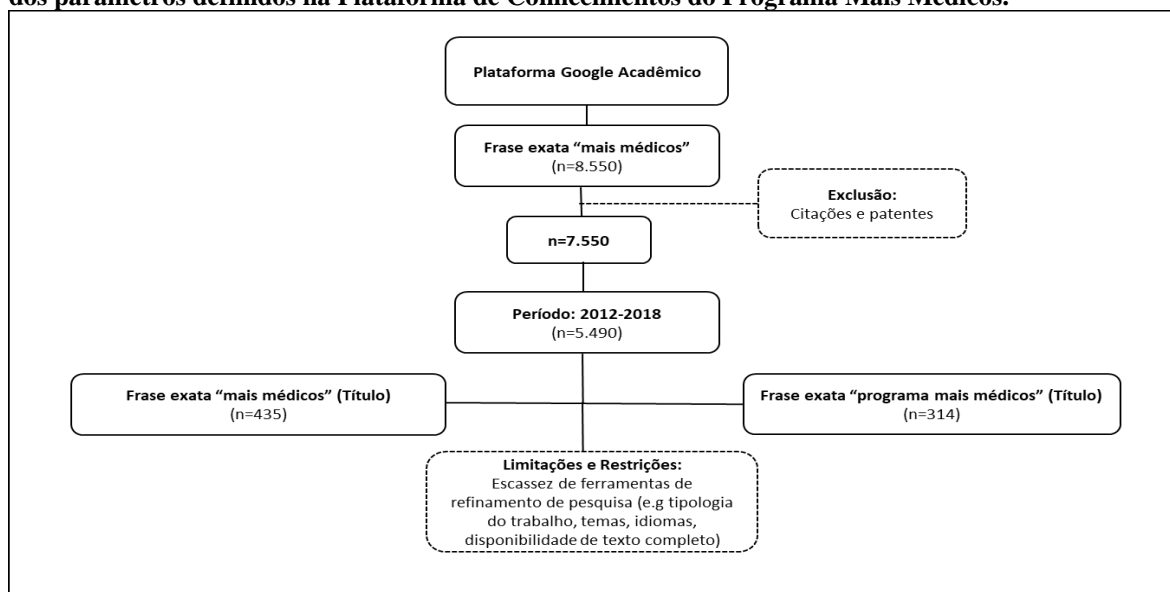 dos parâmetros definidos na Plataforma de Conhecimentos do Programa Mais Médicos.
Plataforma Google Acadêmico
Frase exata “mais médicos”
(n=8.550)
Exclusão:
Citações e patentes
n=7.550
Período: 2012-2018
(n=5.490)
Frase exata “mais médicos” (Título)
(n=435)
Frase exata “programa mais médicos” (Título)
(n=314)
Limitações e Restrições:
Escassez de ferramentas de
refinamento de pesquisa (e.g tipologia
do trabalho, temas, idiomas,
disponibilidade de texto completo)